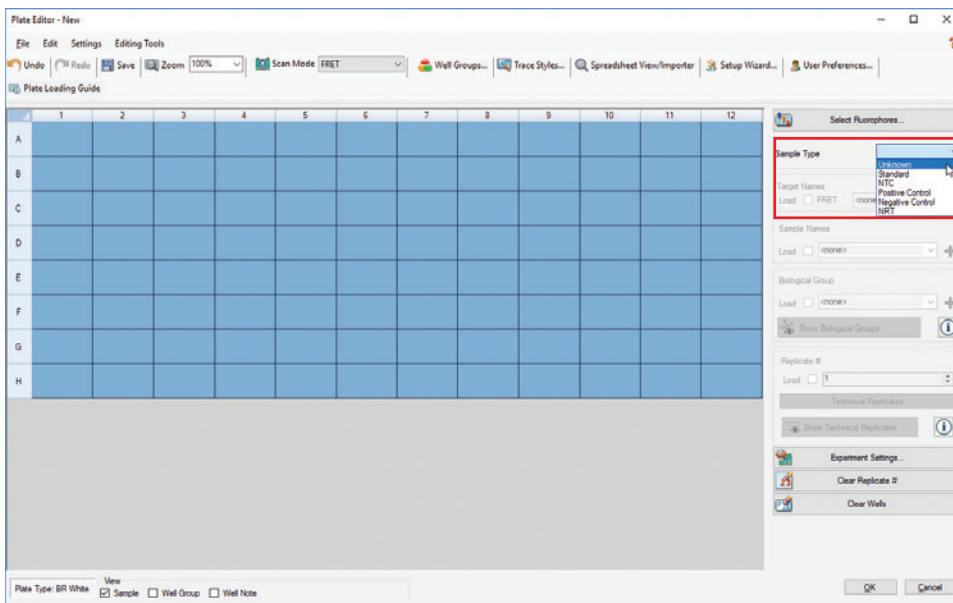 Plate Editor - New
File Edit Settings Editing Tools
Undo Redo Save Zoom 100% Scan Mode FRET Well Groups... Trace Styles... Spreadsheet View/Importer Setup Wizard... User Preferences...
Plate Loading Guide
1 2 3 4 5 6 7 8 9 10 11 12
A
B
C
D
E
F
G
H
Select Fluorophores...
Sample Type
Unknown
Standard
NTC
Positive Control
Negative Control
NRT
Target Names
Load FRET <none
Sample Names
Load <none>
Biological Group
Load <none>
Show Biological Groups
Replicate #
Load 1
Technical Replicates
Show Technical Replicates
Experiment Settings...
Clear Replicate #
Clear Wells
Plate Type: BR White View
Sample Well Group Well Note
OK Cancel